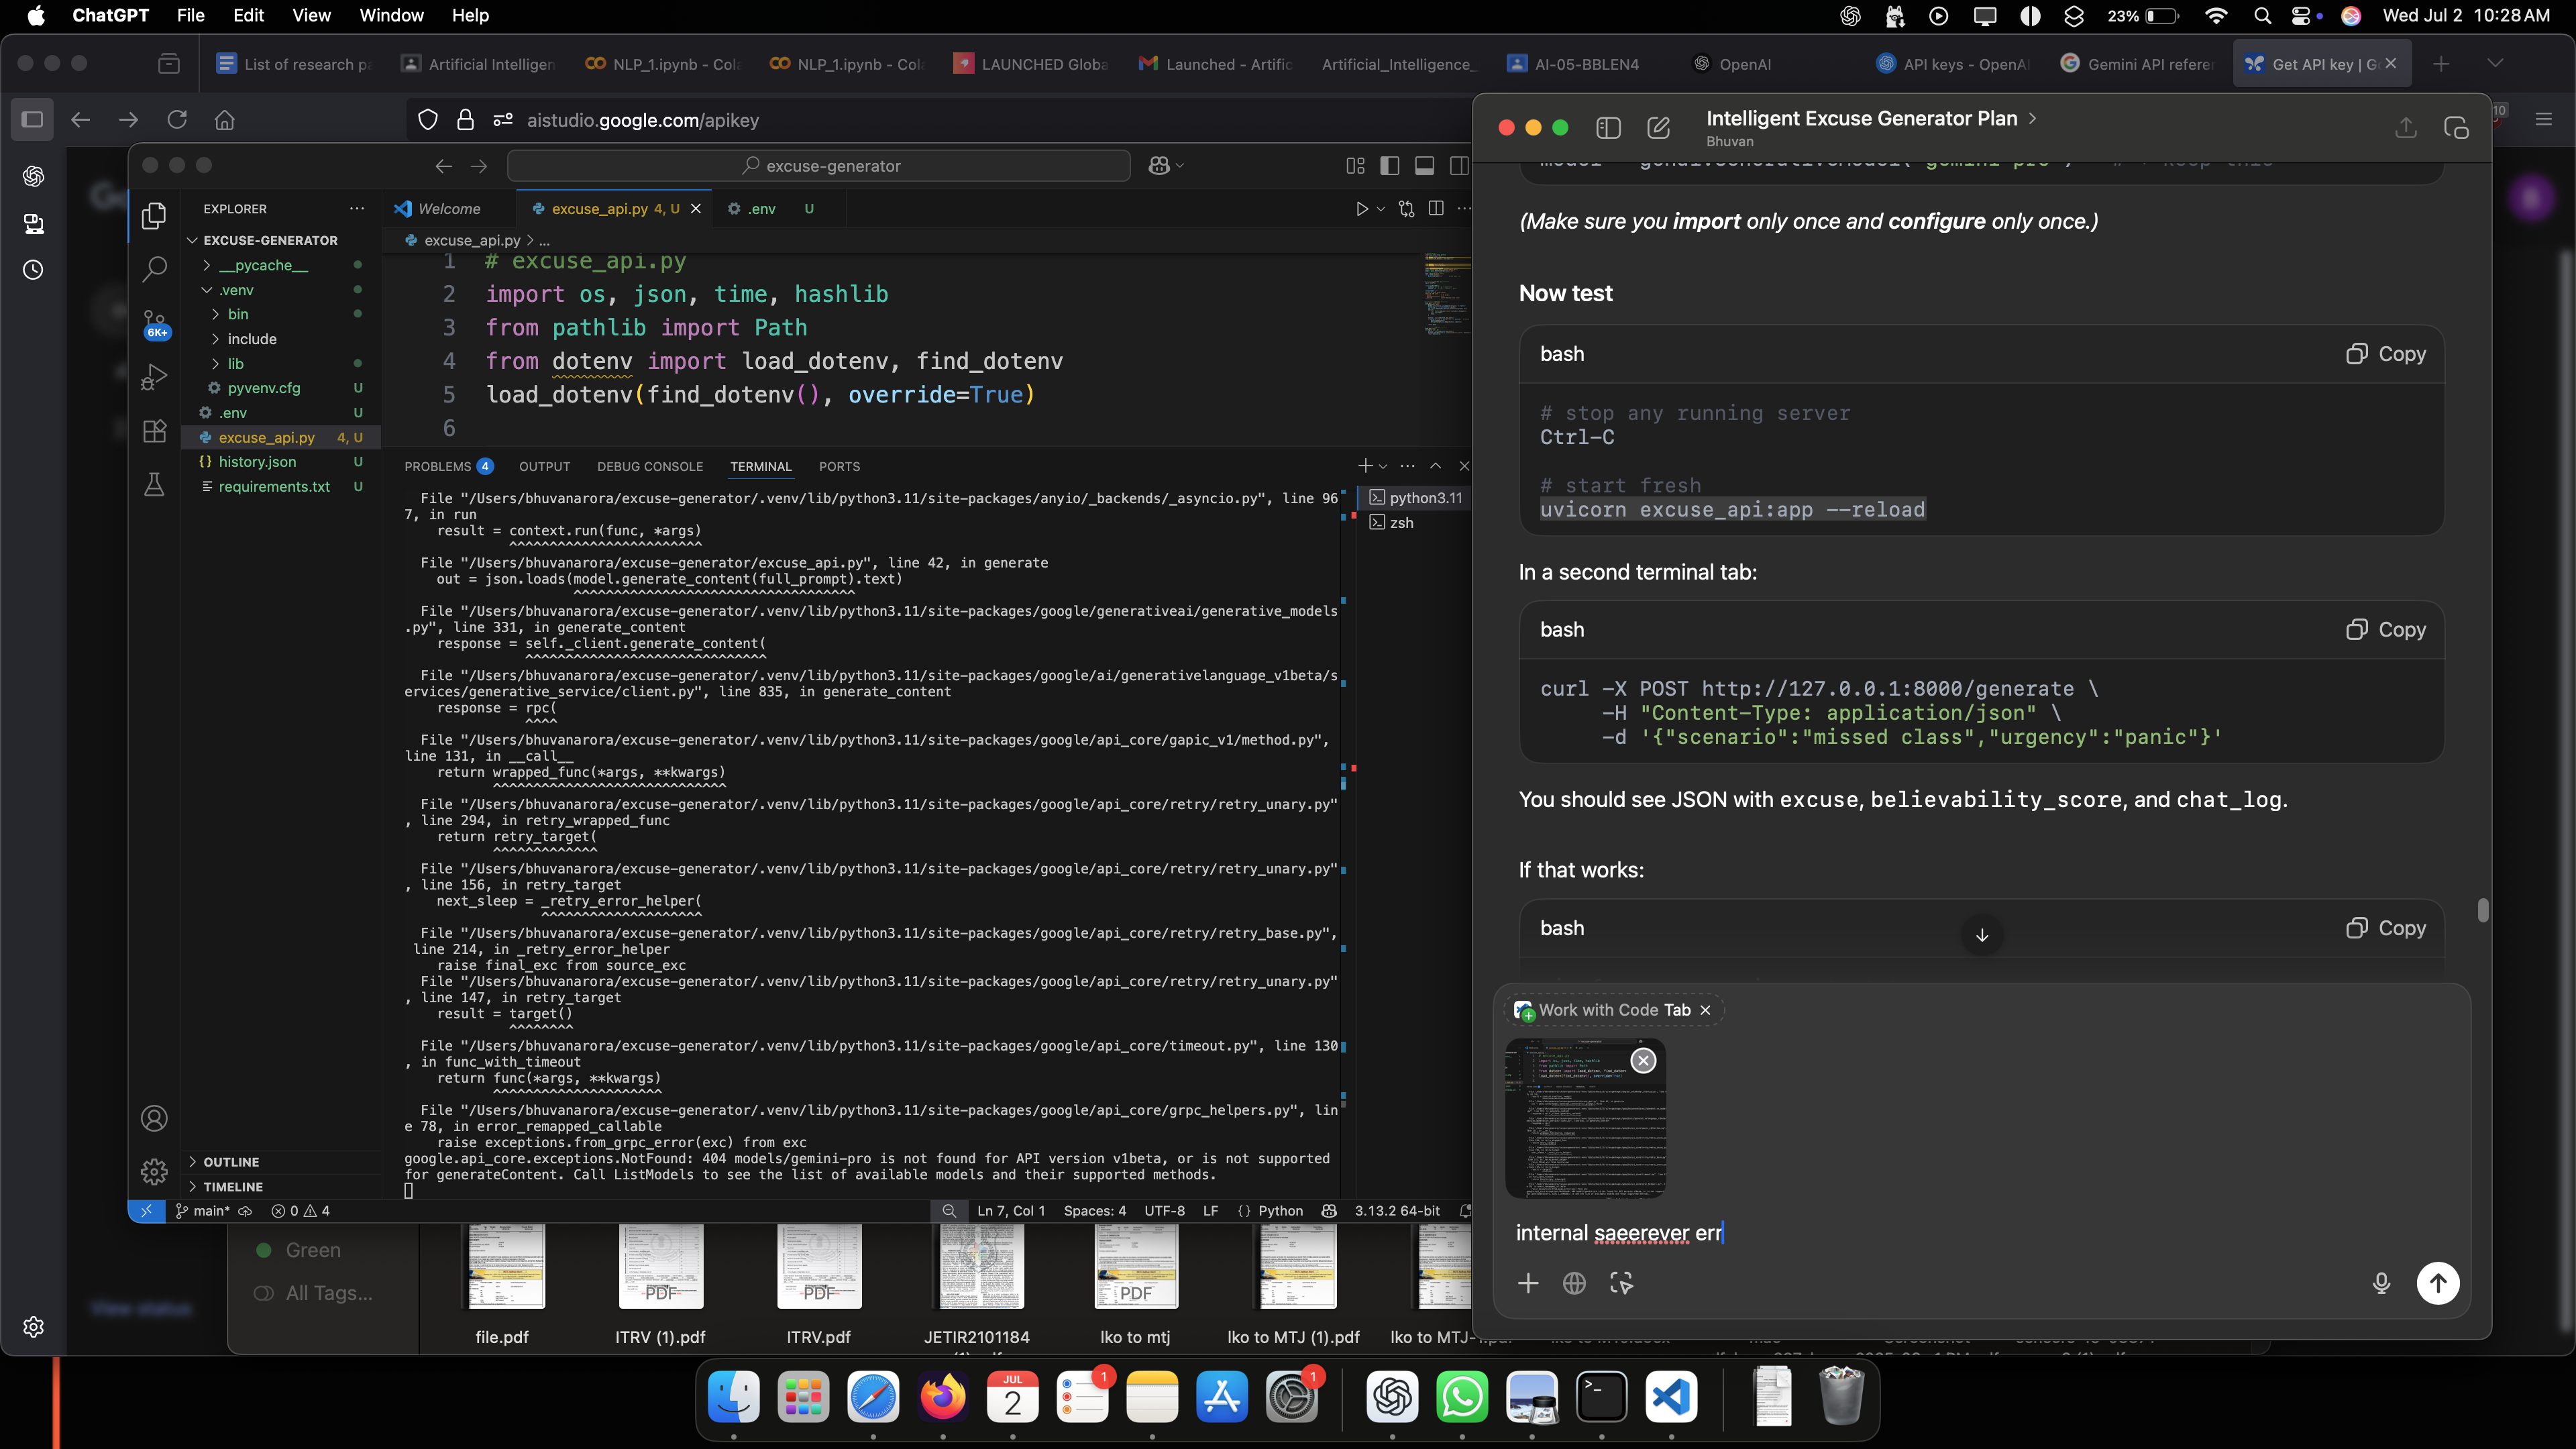 ChatGPT File Edit View Window Help
23% Wed Jul 2 10:28 AM
List of research pa
Artificial Intelligen
NLP_1.ipynb - Cola
NLP_1.ipynb - Cola
LAUNCHED Globa
Launched - Artific
Artificial_Intelligence_
AI-05-BBLEN4
OpenAI
API keys - OpenAI
Gemini API referen
Get API key | G
aistudio.google.com/apikey
10
excuse-generator
EXPLORER
EXCUSE-GENERATOR
__pycache__
.venv
bin
include
lib
pyvenv.cfg U
.env U
excuse_api.py 4, U
history.json U
requirements.txt U
6K+
OUTLINE
TIMELINE
Welcome
excuse_api.py 4, U
.env U
excuse_api.py > ...
1 # excuse_api.py
2 import os, json, time, hashlib
3 from pathlib import Path
4 from dotenv import load_dotenv, find_dotenv
5 load_dotenv(find_dotenv(), override=True)
6
PROBLEMS 4 OUTPUT DEBUG CONSOLE TERMINAL PORTS
python3.11
zsh
File "/Users/bhuvanarora/excuse-generator/.venv/lib/python3.11/site-packages/anyio/_backends/_asyncio.py", line 96
7, in run
result = context.run(func, *args)
^^^^^^^^^^^^^^^^^^^^^^^^
File "/Users/bhuvanarora/excuse-generator/excuse_api.py", line 42, in generate
out = json.loads(model.generate_content(full_prompt).text)
^^^^^^^^^^^^^^^^^^^^^^^^^^^^^^^^^^^
File "/Users/bhuvanarora/excuse-generator/.venv/lib/python3.11/site-packages/google/generativeai/generative_models
.py", line 331, in generate_content
response = self._client.generate_content(
^^^^^^^^^^^^^^^^^^^^^^^^^^^^^^
File "/Users/bhuvanarora/excuse-generator/.venv/lib/python3.11/site-packages/google/ai/generativelanguage_v1beta/s
ervices/generative_service/client.py", line 835, in generate_content
response = rpc(
^^^^
File "/Users/bhuvanarora/excuse-generator/.venv/lib/python3.11/site-packages/google/api_core/gapic_v1/method.py",
line 131, in __call__
return wrapped_func(*args, **kwargs)
^^^^^^^^^^^^^^^^^^^^^^^^^^^^^
File "/Users/bhuvanarora/excuse-generator/.venv/lib/python3.11/site-packages/google/api_core/retry/retry_unary.py"
, line 294, in retry_wrapped_func
return retry_target(
^^^^^^^^^^^^^
File "/Users/bhuvanarora/excuse-generator/.venv/lib/python3.11/site-packages/google/api_core/retry/retry_unary.py"
, line 156, in retry_target
next_sleep = _retry_error_helper(
^^^^^^^^^^^^^^^^^^^^
File "/Users/bhuvanarora/excuse-generator/.venv/lib/python3.11/site-packages/google/api_core/retry/retry_base.py",
line 214, in _retry_error_helper
raise final_exc from source_exc
File "/Users/bhuvanarora/excuse-generator/.venv/lib/python3.11/site-packages/google/api_core/retry/retry_unary.py"
, line 147, in retry_target
result = target()
^^^^^^^^
File "/Users/bhuvanarora/excuse-generator/.venv/lib/python3.11/site-packages/google/api_core/timeout.py", line 130
, in func_with_timeout
return func(*args, **kwargs)
^^^^^^^^^^^^^^^^^^^^^
File "/Users/bhuvanarora/excuse-generator/.venv/lib/python3.11/site-packages/google/api_core/grpc_helpers.py", lin
e 78, in error_remapped_callable
raise exceptions.from_grpc_error(exc) from exc
google.api_core.exceptions.NotFound: 404 models/gemini-pro is not found for API version v1beta, or is not supported
for generateContent. Call ListModels to see the list of available models and their supported methods.
main* 0 4
Ln 7, Col 1 Spaces: 4 UTF-8 LF {} Python 3.13.2 64-bit
Intelligent Excuse Generator Plan >
Bhuvan
(Make sure you import only once and configure only once.)
Now test
bash Copy
# stop any running server
Ctrl-C
# start fresh
uvicorn excuse_api:app --reload
In a second terminal tab:
bash Copy
curl -X POST http://127.0.0.1:8000/generate \
-H "Content-Type: application/json" \
-d '{"scenario":"missed class","urgency":"panic"}'
You should see JSON with excuse, believability_score, and chat_log.
If that works:
bash Copy
Work with Code Tab
internal saeerever err
View status
Green
All Tags...
PDF PDF PDF
file.pdf
ITRV (1).pdf
ITRV.pdf
JETIR2101184
lko to mtj
lko to MTJ (1).pdf
JUL
2
1
1